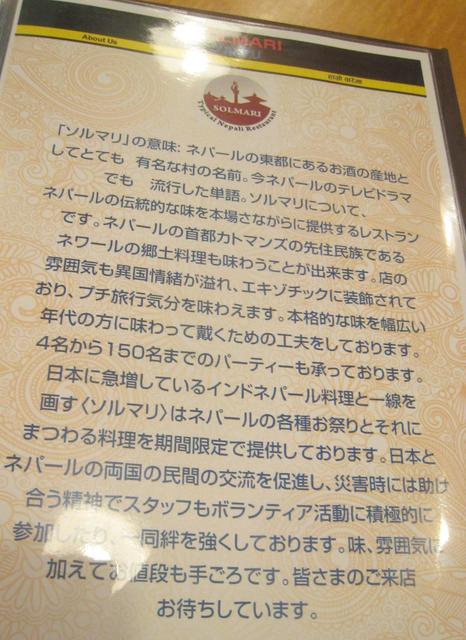 About Us
SOLMARI
हाम्रो बारेमा
SOLMARI
Typical Nepali Restaurant
「ソルマリ」の意味: ネパールの東都にあるお酒の産地と
してとても 有名な村の名前。今ネパールのテレビドラマ
でも 流行した単語。ソルマリについて、
ネパールの伝統的な味を本場さながらに提供するレストラン
です。ネパールの首都カトマンズの先住民族である
ネワールの郷土料理も味わうことが出来ます。店の
雰囲気も異国情緒が溢れ、エキゾチックに装飾されて
おり、プチ旅行気分を味わえます。本格的な味を幅広い
年代の方に味わって戴くための工夫をしております。
4名から150名までのパーティーも承っております。
日本に急増しているインドネパール料理と一線を
画す〈ソルマリ〉はネパールの各種お祭りとそれに
まつわる料理を期間限定で提供しております。日本と
ネパールの両国の民間の交流を促進し、災害時には助け
合う精神でスタッフもボランティア活動に積極的に
参加したり、一同絆を強くしております。味、雰囲気に
加えてお値段も手ごろです。皆さまのご来店
お待ちしています。